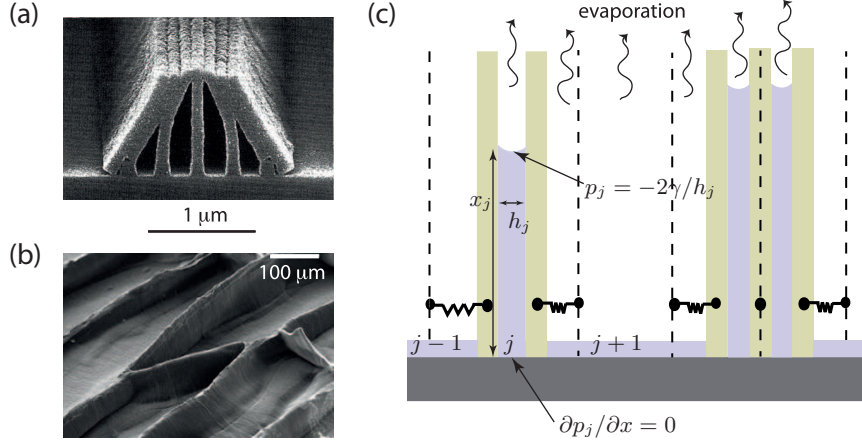 (a)
1 μm
(b)
100 μm
(c)
evaporation
p_j = −2γ/h_j
x_j
h_j
j − 1
j
j + 1
∂p_j/∂x = 0